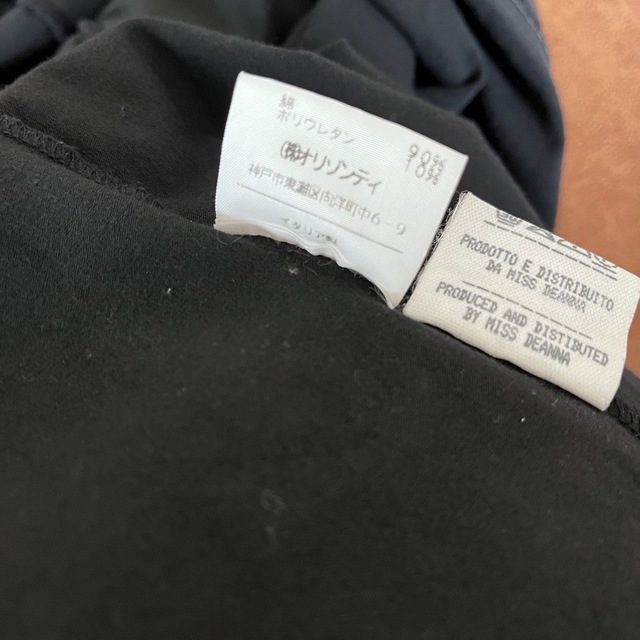 綿 90%
ポリウレタン 10%
㈱オリゾンティ
神戸市東灘区向洋町中6-9
イタリア製
PRODOTTO E DISTRIBUITO
DA MISS DEANNA
PRODUCED AND DISTIBUTED
BY MISS DEANNA